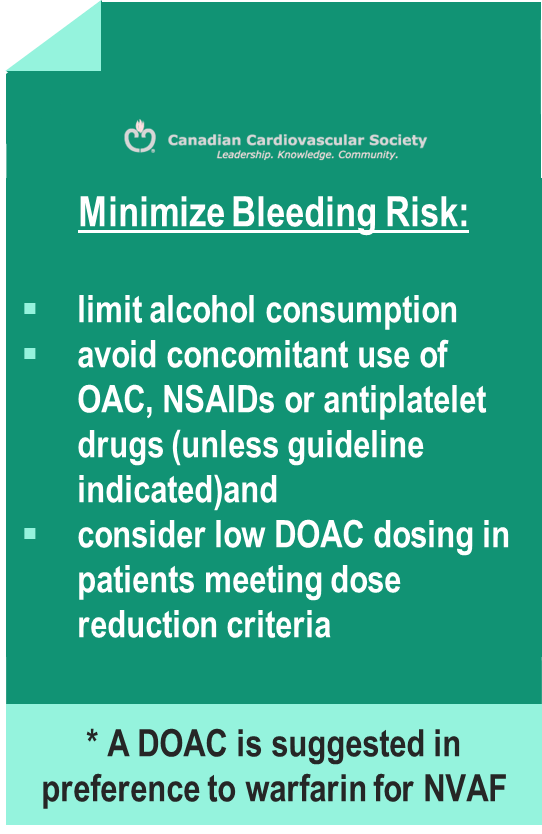 Canadian Cardiovascular Society
Leadership. Knowledge. Community.
Minimize Bleeding Risk:
▪ limit alcohol consumption
▪ avoid concomitant use of
OAC, NSAIDs or antiplatelet
drugs (unless guideline
indicated)and
▪ consider low DOAC dosing in
patients meeting dose
reduction criteria
* A DOAC is suggested in
preference to warfarin for NVAF